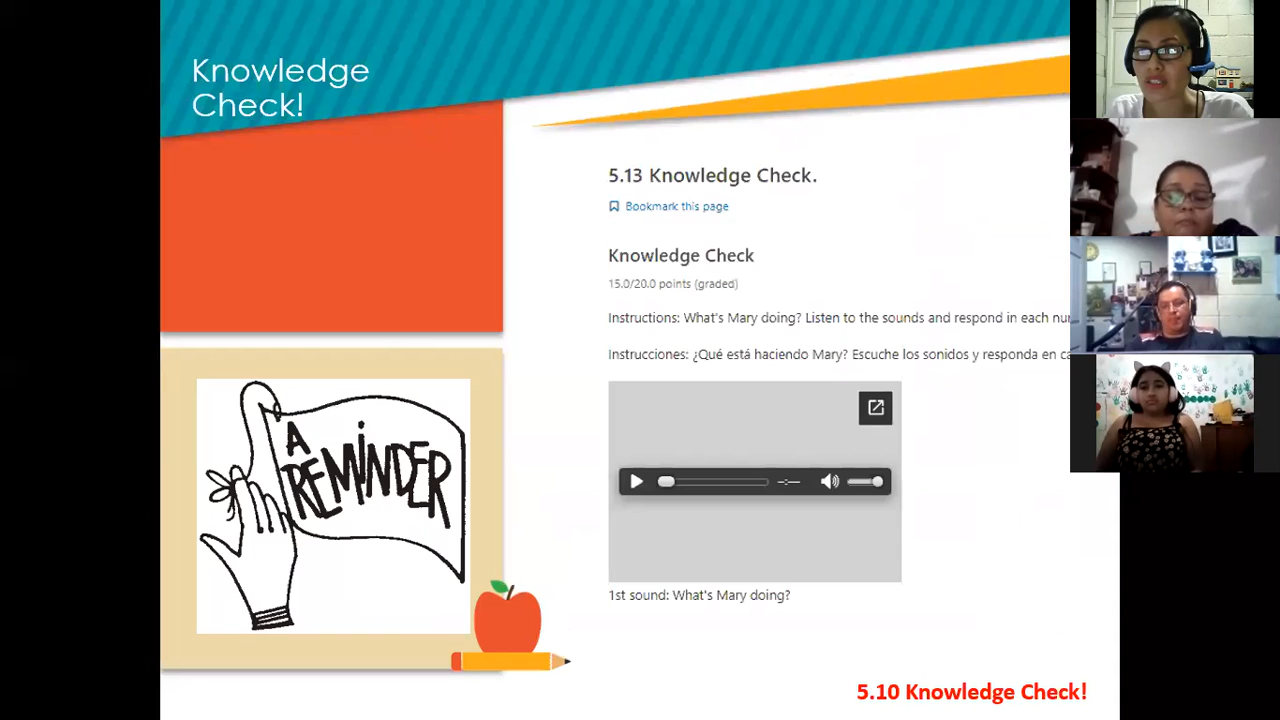 Knowledge
Check!
5.13 Knowledge Check.
Bookmark this page
Knowledge Check
15.0/20.0 points (graded)
Instructions: What's Mary doing? Listen to the sounds and respond in each
Instrucciones: ¿Qué está haciendo Mary? Escuche los sonidos y responda en
A
REMINDER
1st sound: What's Mary doing?
5.10 Knowledge Check!